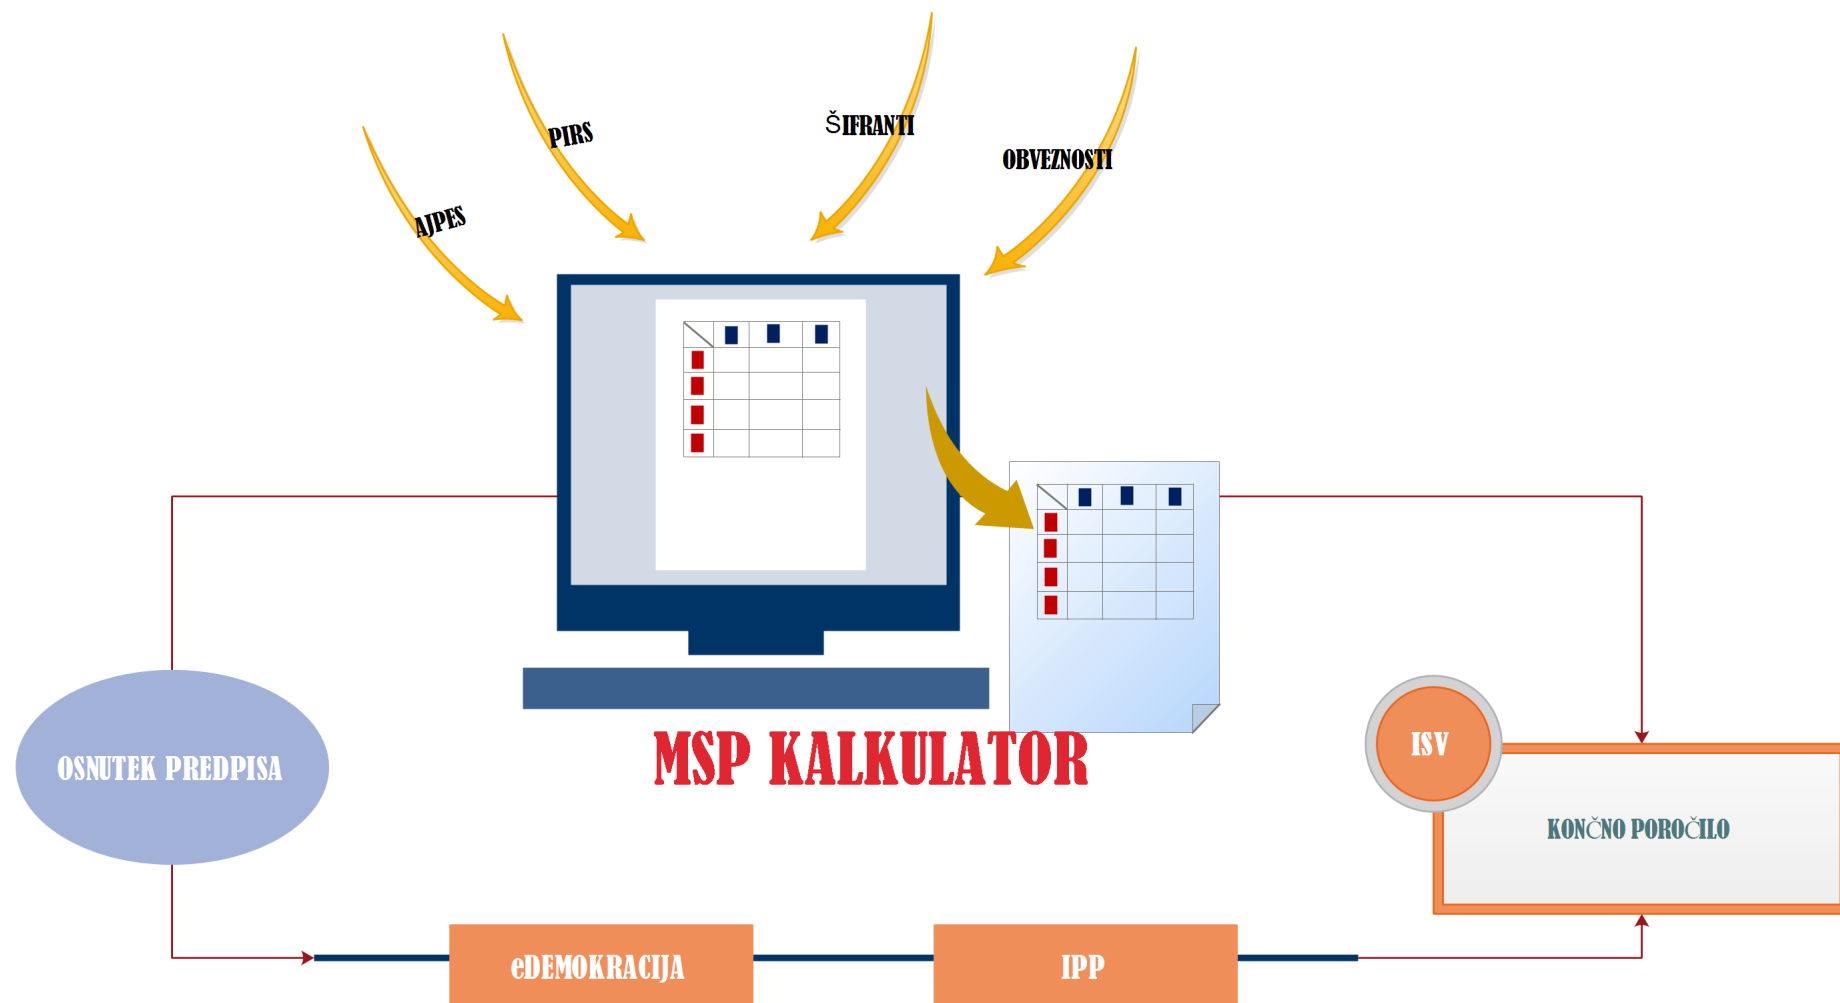 PIRS
ŠIFRANTI
OBVEZNOSTI
AJPES
MSP KALKULATOR
OSNUTEK PREDPISA
ISV
KONČNO POROČILO
eDEMOKRACIJA
IPP